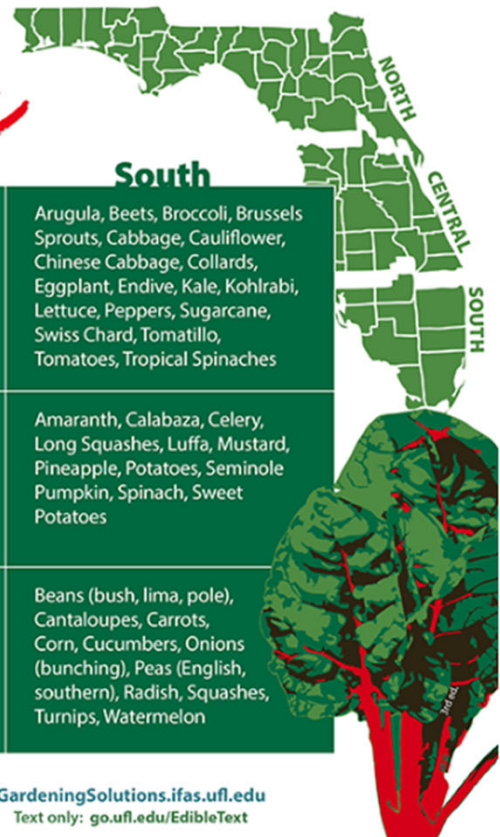 NORTH
CENTRAL
SOUTH
South
Arugula, Beets, Broccoli, Brussels
Sprouts, Cabbage, Cauliflower,
Chinese Cabbage, Collards,
Eggplant, Endive, Kale, Kohlrabi,
Lettuce, Peppers, Sugarcane,
Swiss Chard, Tomatillo,
Tomatoes, Tropical Spinaches
Amaranth, Calabaza, Celery,
Long Squashes, Luffa, Mustard,
Pineapple, Potatoes, Seminole
Pumpkin, Spinach, Sweet
Potatoes
Beans (bush, lima, pole),
Cantaloupes, Carrots,
Corn, Cucumbers, Onions
(bunching), Peas (English,
southern), Radish, Squashes,
Turnips, Watermelon
3rd ed.
GardeningSolutions.ifas.ufl.edu
Text only: go.ufl.edu/EdibleText